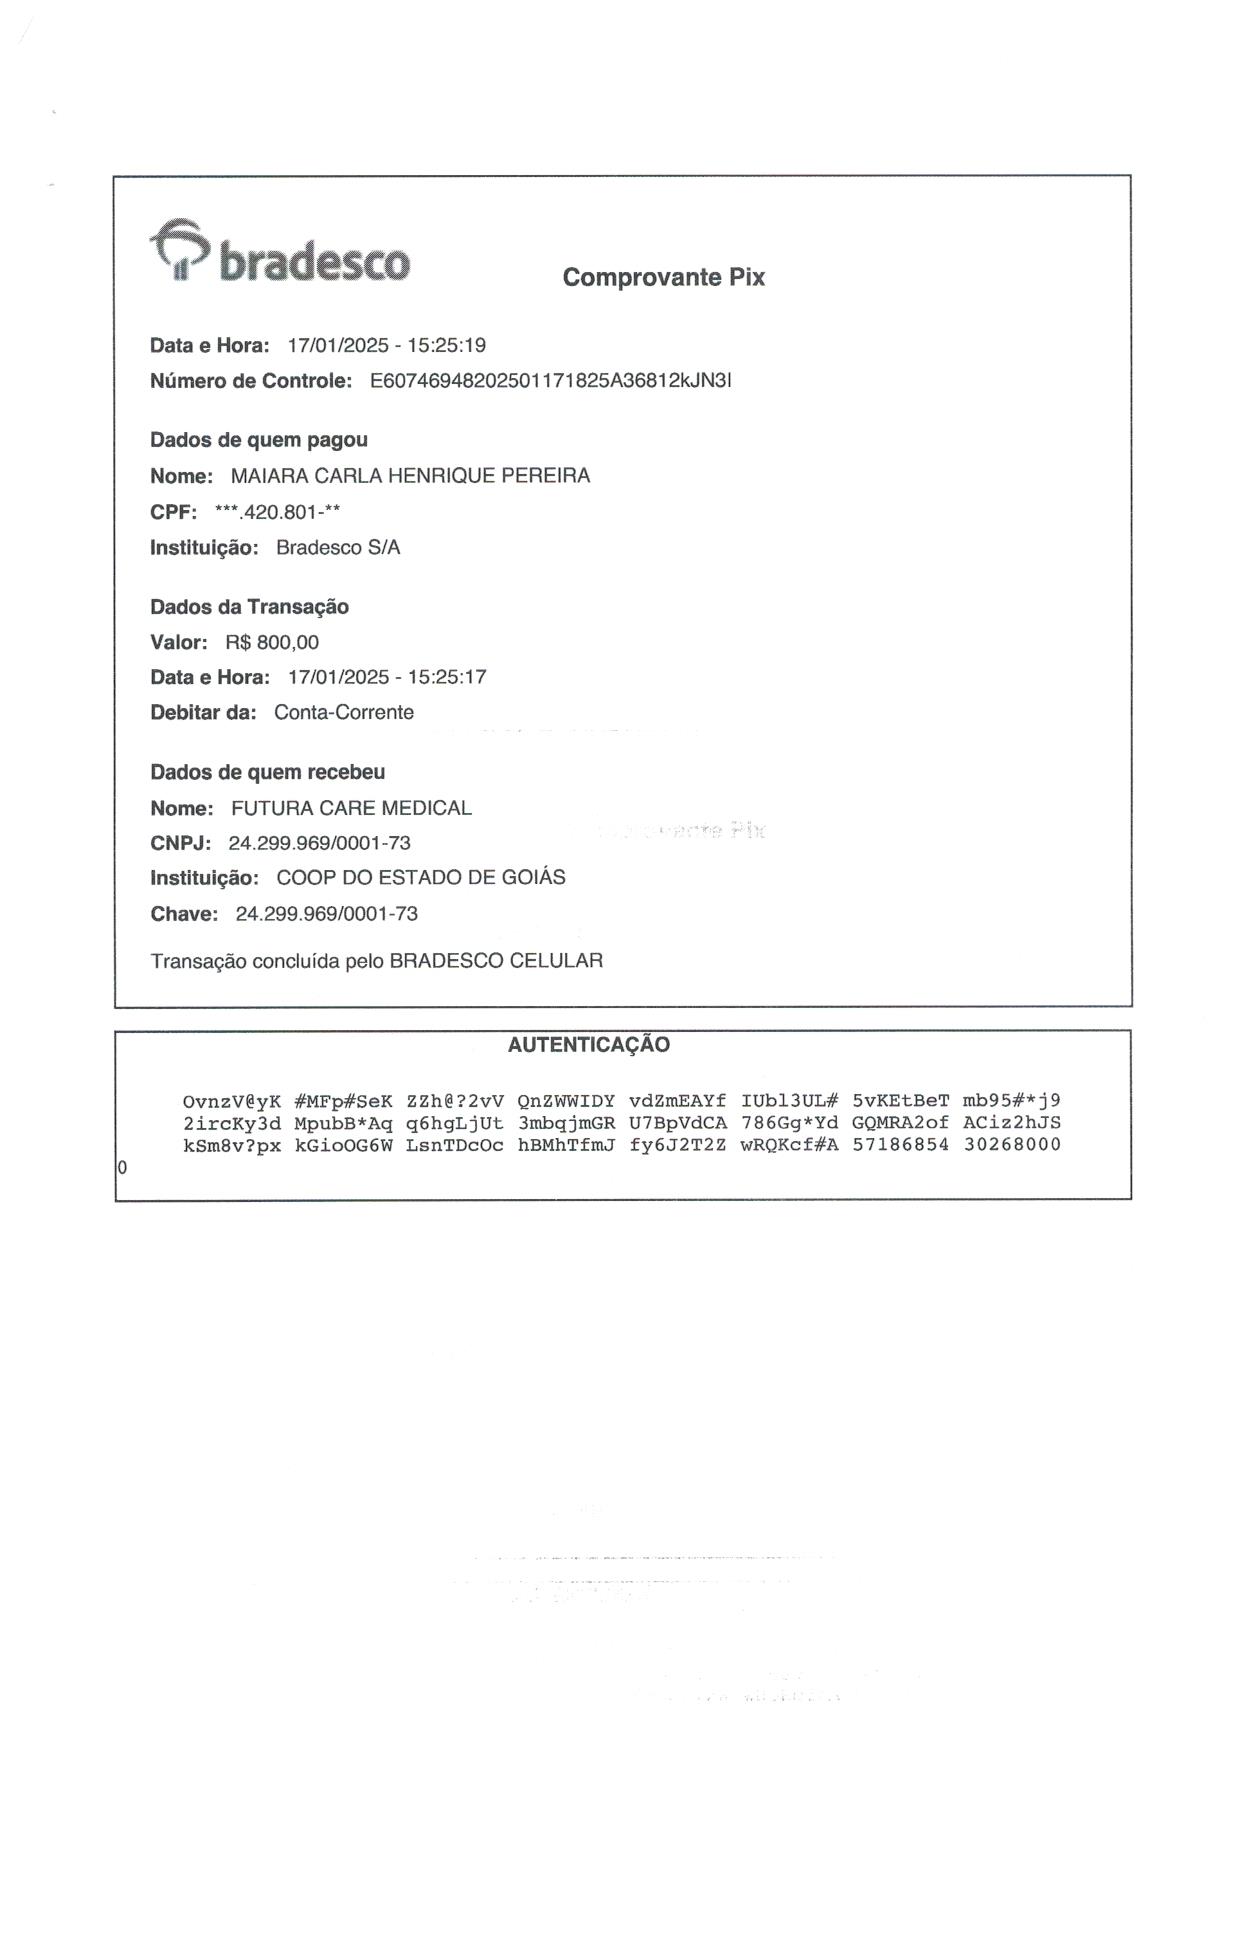 bradesco
Comprovante Pix
Data e Hora: 17/01/2025 - 15:25:19
Número de Controle: E60746948202501171825A36812kJN3I
Dados de quem pagou
Nome: MAIARA CARLA HENRIQUE PEREIRA
CPF: ***.420.801-**
Instituição: Bradesco S/A
Dados da Transação
Valor: R$ 800,00
Data e Hora: 17/01/2025 - 15:25:17
Debitar da: Conta-Corrente
Dados de quem recebeu
Nome: FUTURA CARE MEDICAL
CNPJ: 24.299.969/0001-73
Instituição: COOP DO ESTADO DE GOIÁS
Chave: 24.299.969/0001-73
Transação concluída pelo BRADESCO CELULAR
AUTENTICAÇÃO
OvnzV@yK #MFp#SeK ZZh@?2vV QnZWWIDY vdZmEAYf IUbl3UL# 5vKEtBeT mb95#*j9
2ircKy3d MpubB*Aq q6hgLjUt 3mbqjmGR U7BpVdCA 786Gg*Yd GQMRA2of ACiz2hJS
kSm8v?px kGioOG6W LsnTDcOc hBMhTfmJ fy6J2T2Z wRQKcf#A 57186854 30268000
0